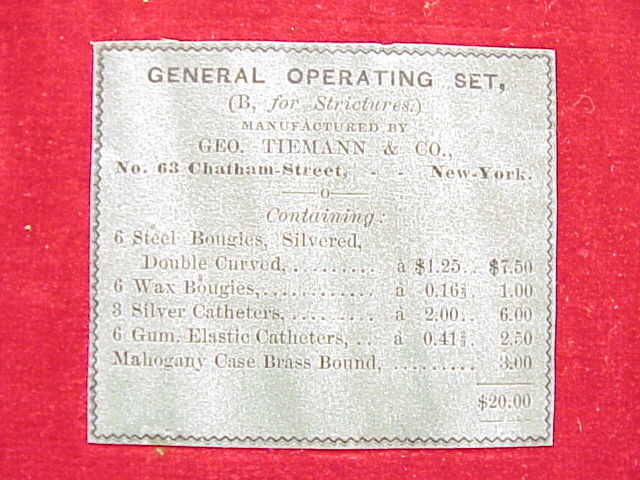 GENERAL OPERATING SET,
(B, for Strictures.)
MANUFACTURED BY
GEO. TIEMANN & CO.,
No. 63 Chatham-Street, - - New-York.
o
Containing:
6 Steel Bougies, Silvered,
Double Curved,.......... à $1.25.. $7.50
6 Wax Bougies,............ à 0.16⅔.. 1.00
3 Silver Catheters,......... à 2.00.. 6.00
6 Gum. Elastic Catheters, .. à 0.41⅔.. 2.50
Mahogany Case Brass Bound, ......... 3.00
$20.00